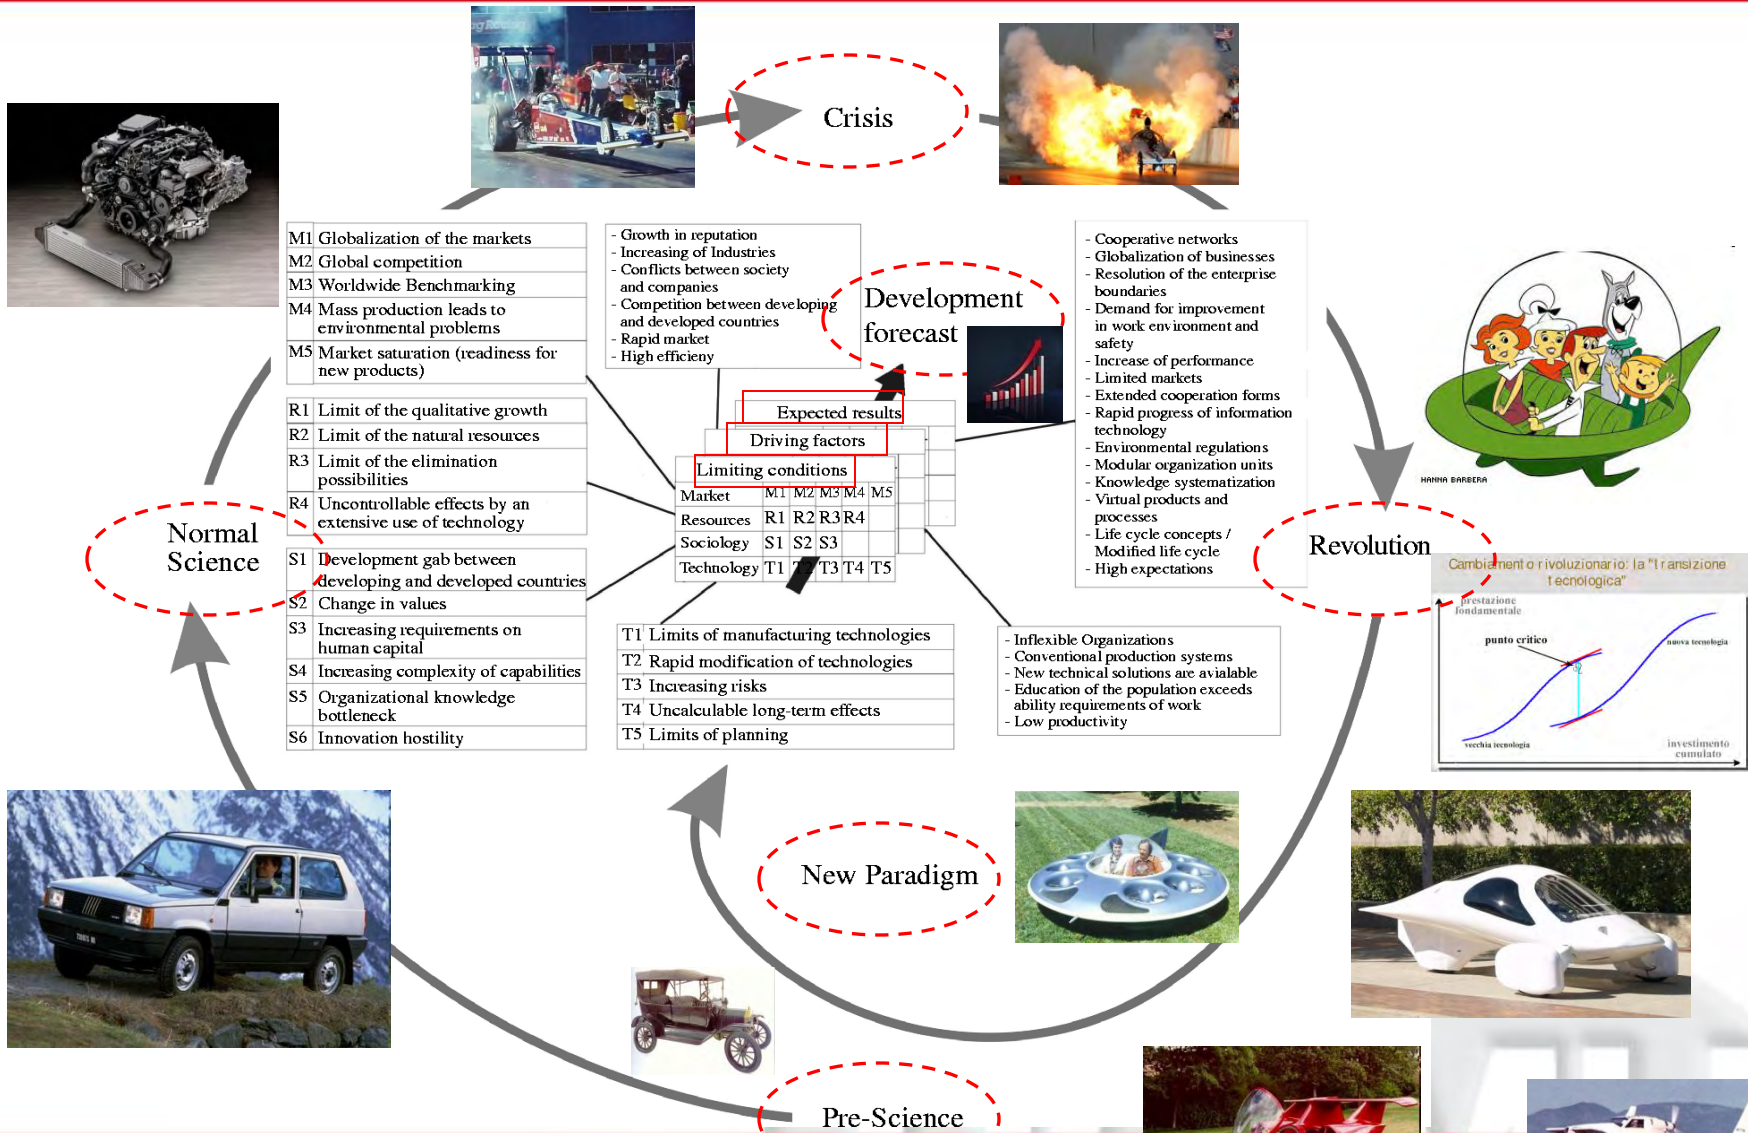 Crisis
M1 Globalization of the markets
M2 Global competition
M3 Worldwide Benchmarking
M4 Mass production leads to
environmental problems
M5 Market saturation (readiness for
new products)
R1 Limit of the qualitative growth
R2 Limit of the natural resources
R3 Limit of the elimination
possibilities
R4 Uncontrollable effects by an
extensive use of technology
Normal
Science
S1 Development gab between
developing and developed countries
S2 Change in values
S3 Increasing requirements on
human capital
S4 Increasing complexity of capabilities
S5 Organizational knowledge
bottleneck
S6 Innovation hostility
- Growth in reputation
- Increasing of Industries
- Conflicts between society
and companies
- Competition between developing
and developed countries
- Rapid market
- High efficieny
Development
forecast
Expected results
Driving factors
Limiting conditions
Market M1 M2 M3 M4 M5
Resources R1 R2 R3 R4
Sociology S1 S2 S3
Technology T1 T2 T3 T4 T5
T1 Limits of manufacturing technologies
T2 Rapid modification of technologies
T3 Increasing risks
T4 Uncalculable long-term effects
T5 Limits of planning
- Cooperative networks
- Globalization of businesses
- Resolution of the enterprise
boundaries
- Demand for improvement
in work environment and
safety
- Increase of performance
- Limited markets
- Extended cooperation forms
- Rapid progress of information
technology
- Environmental regulations
- Modular organization units
- Knowledge systematization
- Virtual products and
processes
- Life cycle concepts /
Modified life cycle
- High expectations
- Inflexible Organizations
- Conventional production systems
- New technical solutions are avialable
- Education of the population exceeds
ability requirements of work
- Low productivity
HANNA BARBERA
Revolution
Cambiamento rivoluzionario: la "transizione
tecnologica"
prestazione
fondamentale
punto critico
nuova tecnologia
vecchia tecnologia
investimento
cumulato
New Paradigm
Pre-Science